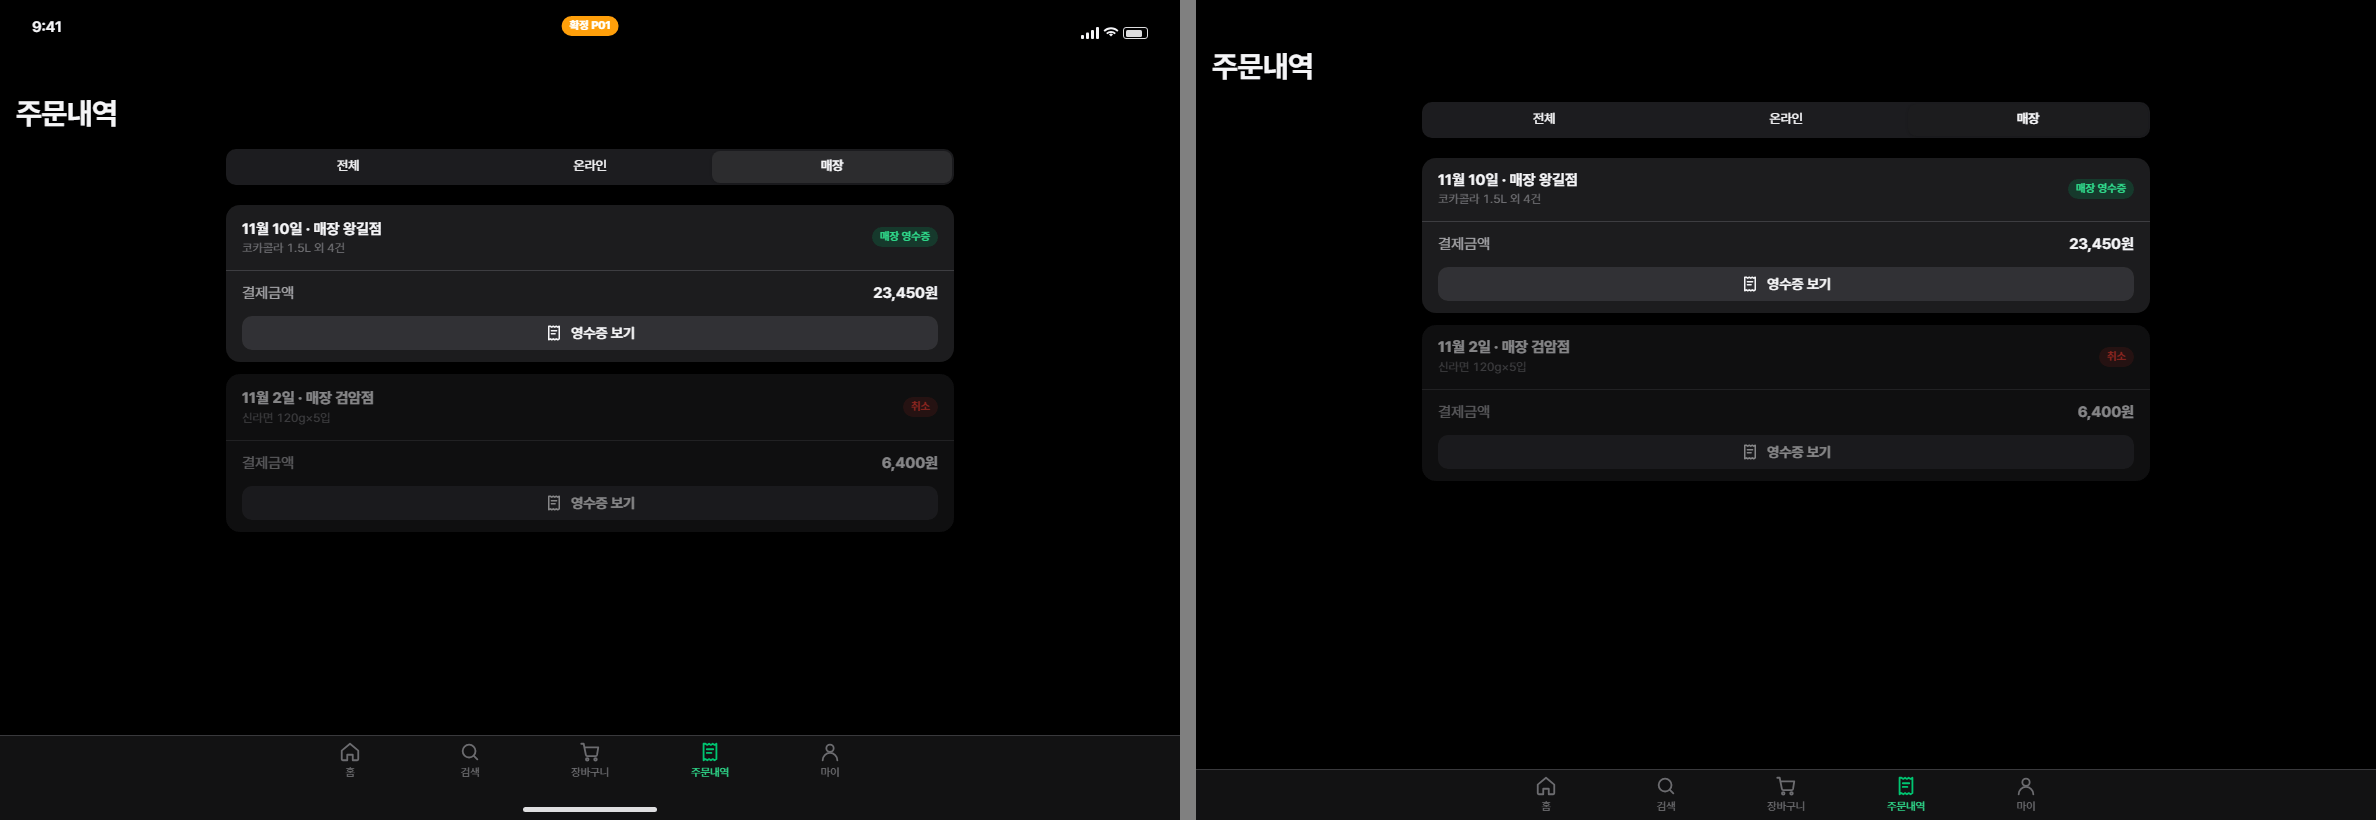 9:41
확정 P01
주문내역
전체 온라인 매장
11월 10일 · 매장 왕길점
코카콜라 1.5L 외 4건
매장 영수증
결제금액 23,450원
영수증 보기
11월 2일 · 매장 검암점
신라면 120g×5입
취소
결제금액 6,400원
영수증 보기
홈 검색 장바구니 주문내역 마이
주문내역
전체 온라인 매장
11월 10일 · 매장 왕길점
코카콜라 1.5L 외 4건
매장 영수증
결제금액 23,450원
영수증 보기
11월 2일 · 매장 검암점
신라면 120g×5입
취소
결제금액 6,400원
영수증 보기
홈 검색 장바구니 주문내역 마이